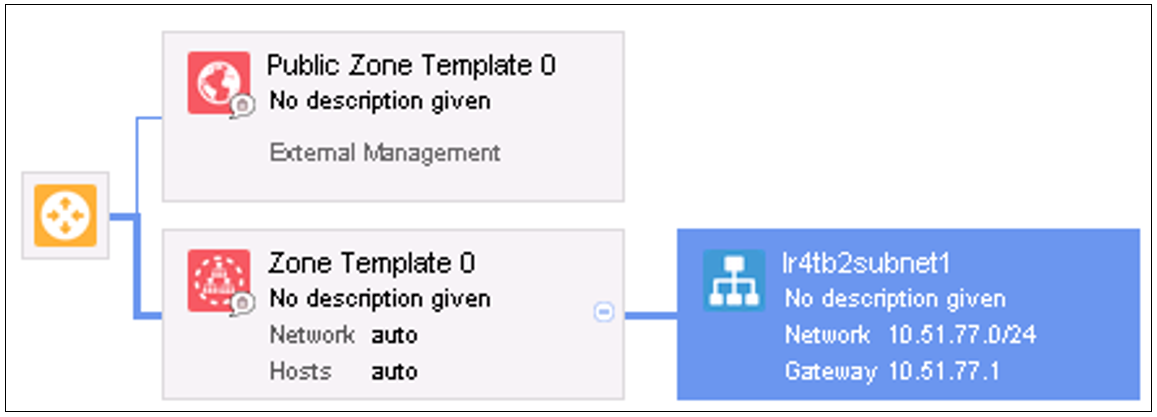 Public Zone Template 0
No description given
External Management
Zone Template 0
No description given
Network auto
Hosts auto
lr4tb2subnet1
No description given
Network 10.51.77.0/24
Gateway 10.51.77.1